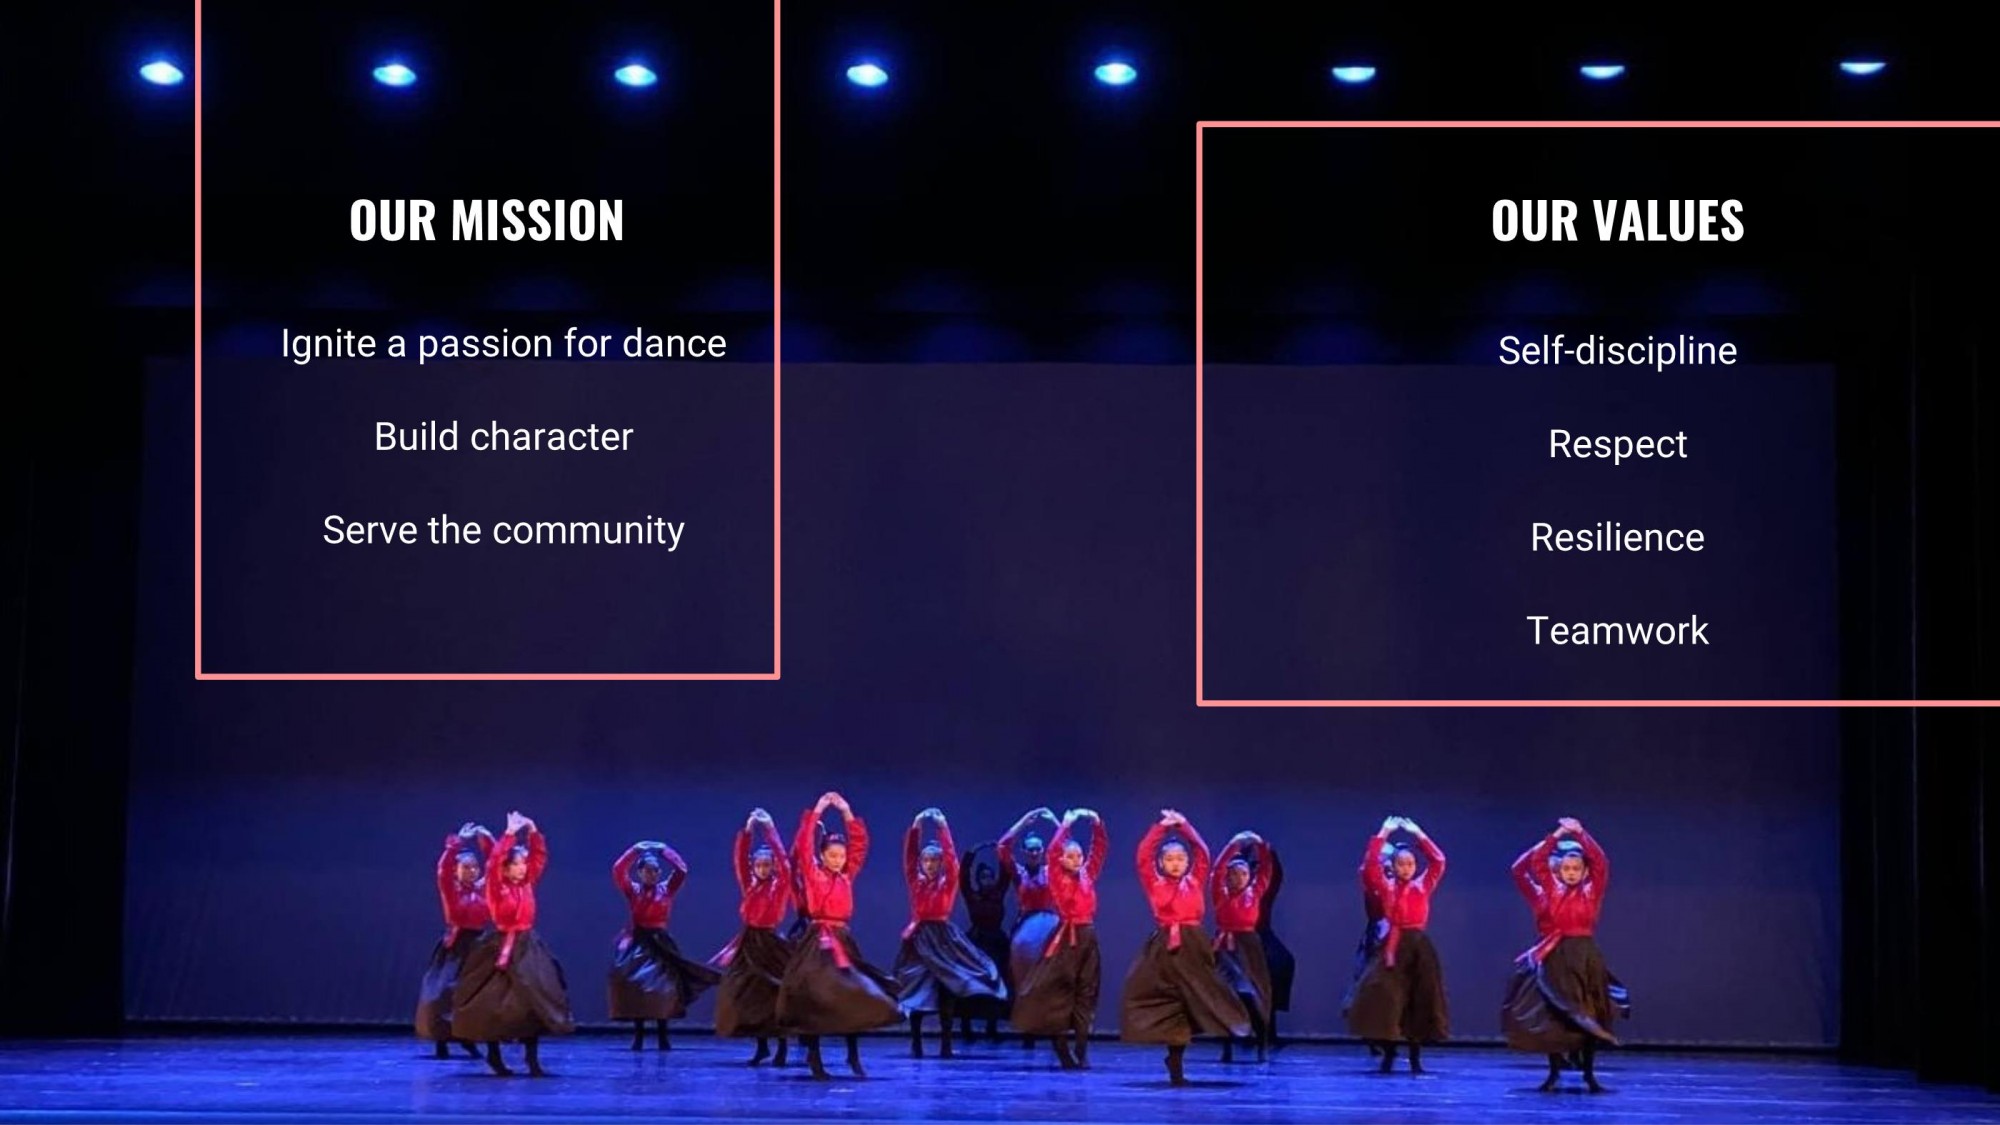 OUR MISSION
Ignite a passion for dance
Build character
Serve the community
OUR VALUES
Self-discipline
Respect
Resilience
Teamwork